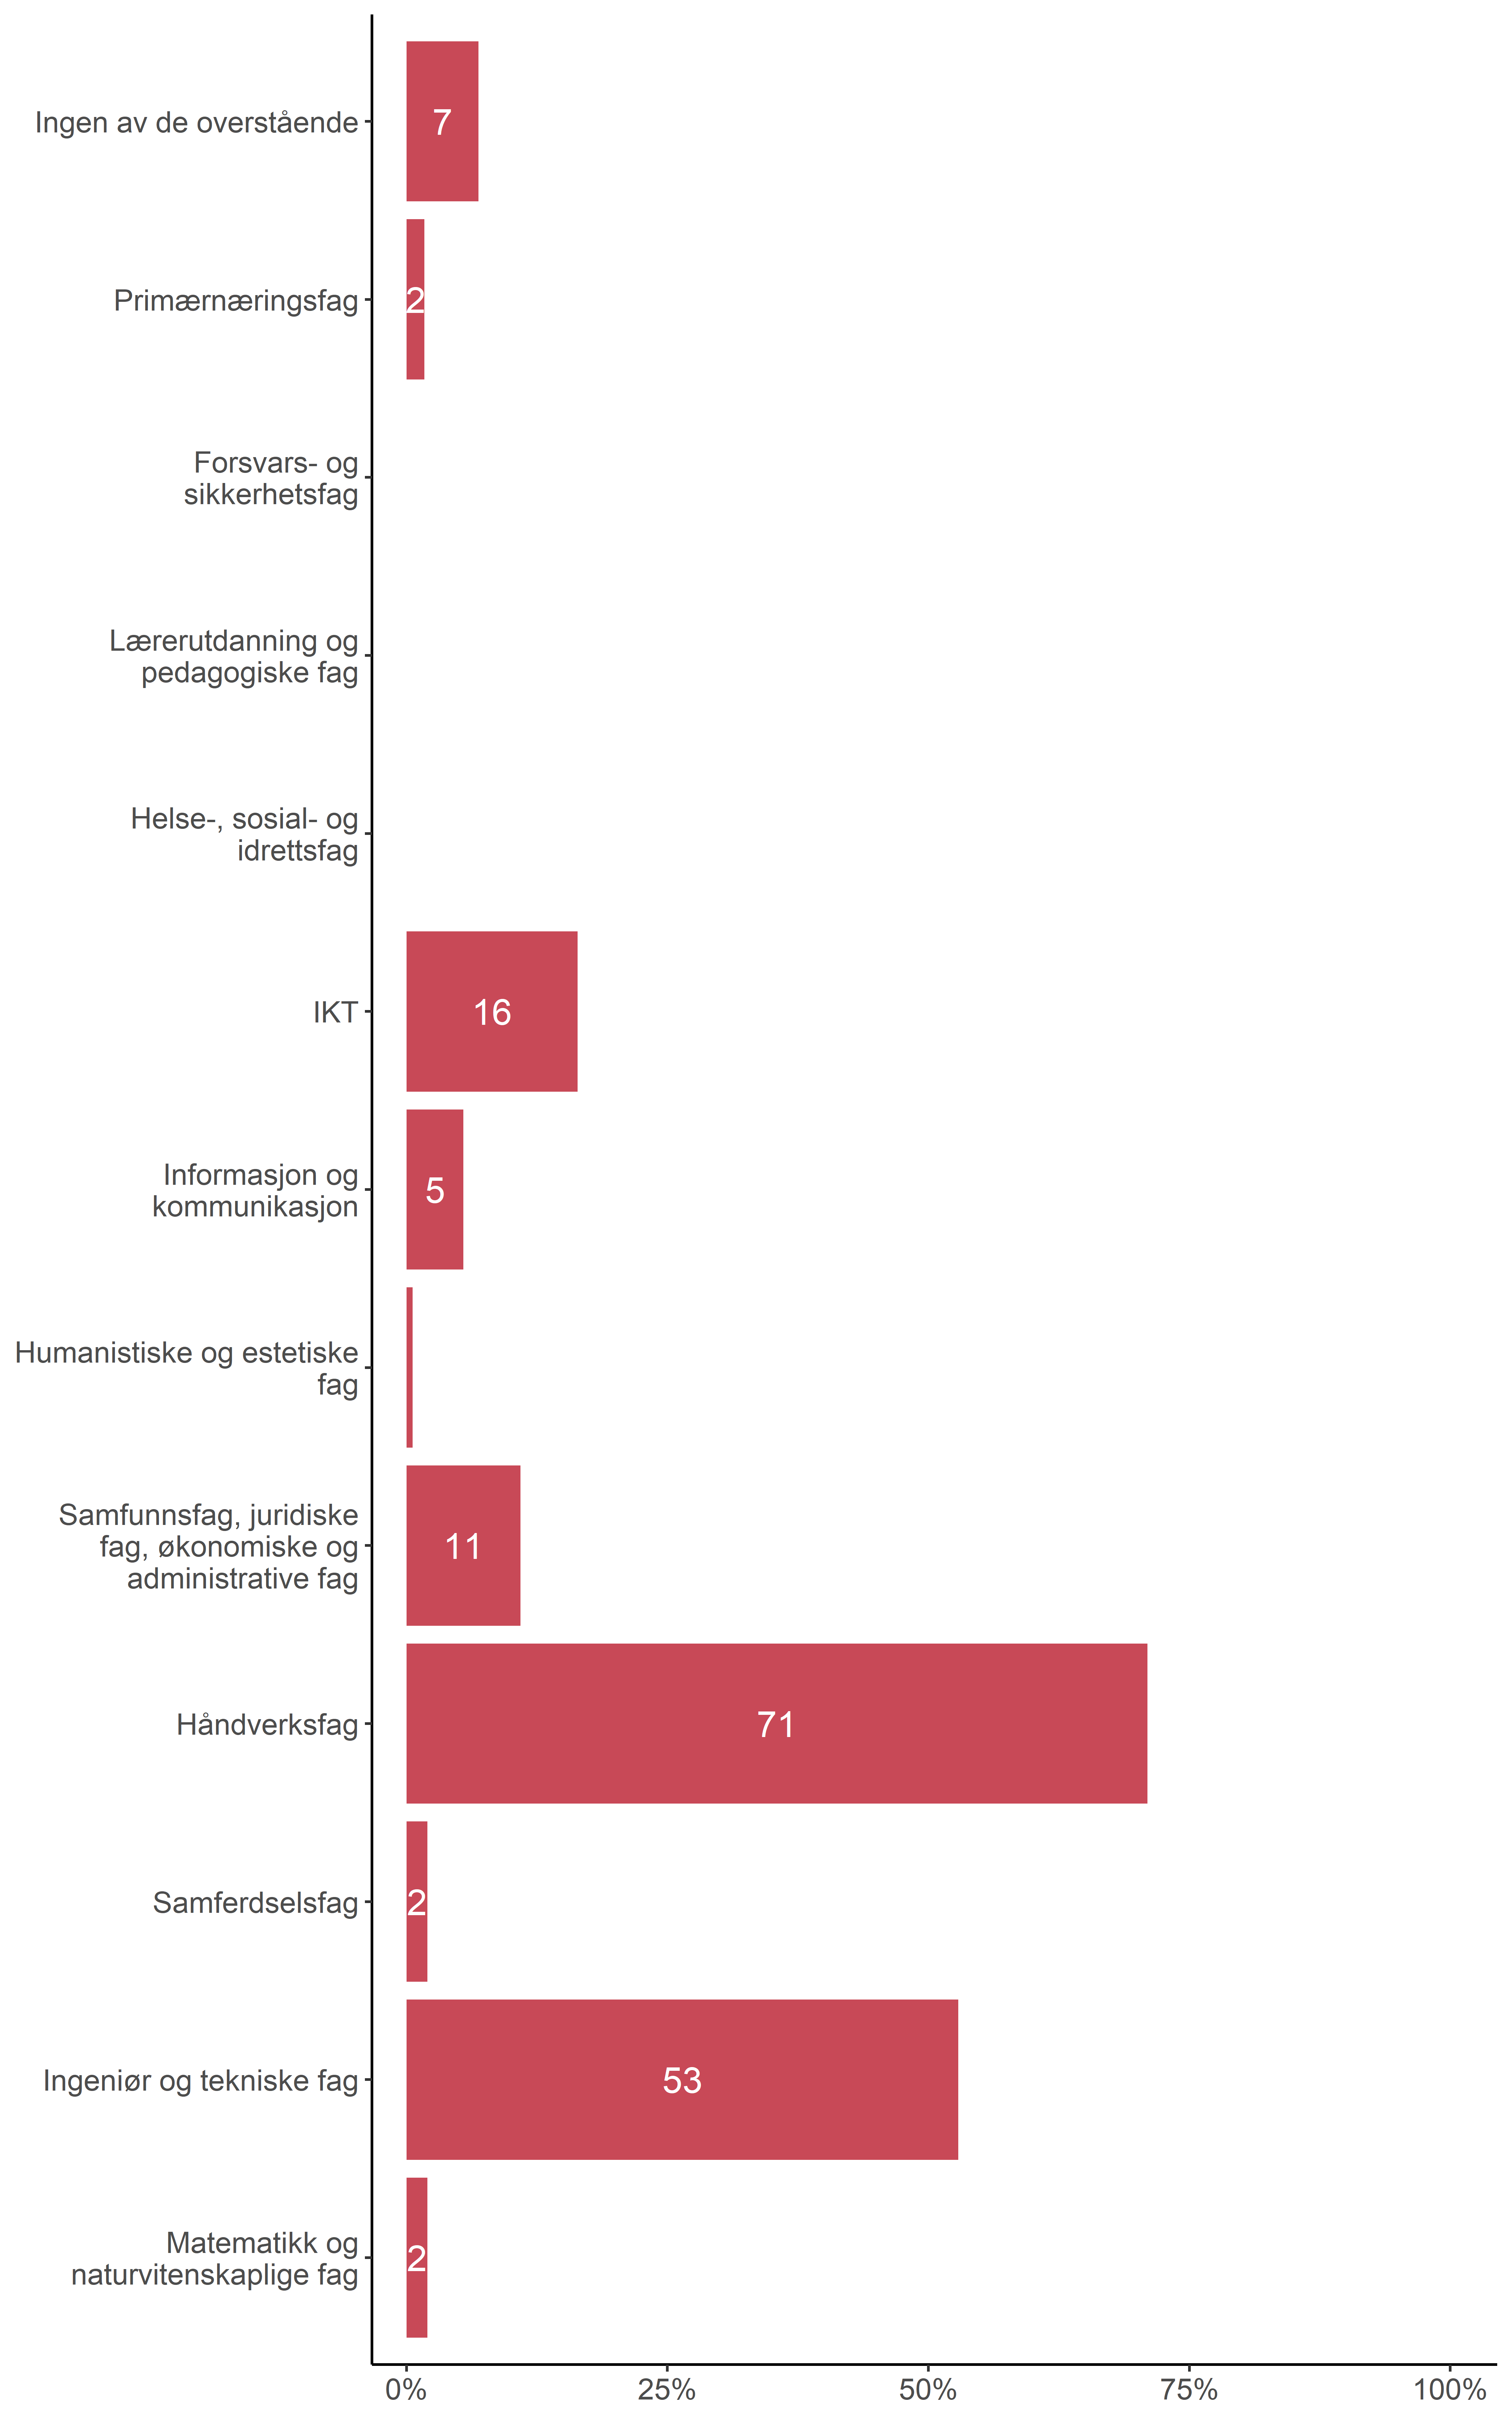 Ingen av de overstående
7
Primærnæringsfag
2
Forsvars- og
sikkerhetsfag
Lærerutdanning og
pedagogiske fag
Helse-, sosial- og
idrettsfag
IKT
16
Informasjon og
kommunikasjon
5
Humanistiske og estetiske
fag
Samfunnsfag, juridiske
fag, økonomiske og
administrative fag
11
Håndverksfag
71
Samferdselsfag
2
Ingeniør og tekniske fag
53
Matematikk og
naturvitenskaplige fag
2
0% 25% 50% 75% 100%